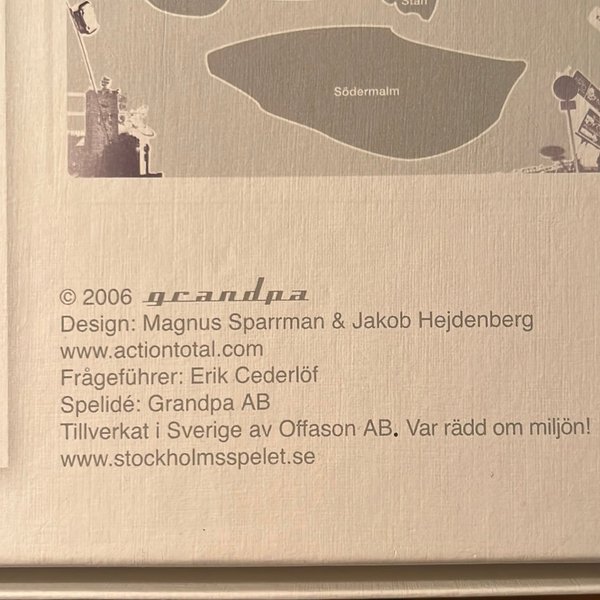 Stan
Södermalm
© 2006 grandpa
Design: Magnus Sparrman & Jakob Hejdenberg
www.actiontotal.com
Frågeführer: Erik Cederlöf
Spelidé: Grandpa AB
Tillverkat i Sverige av Offason AB. Var rädd om miljön!
www.stockholmsspelet.se